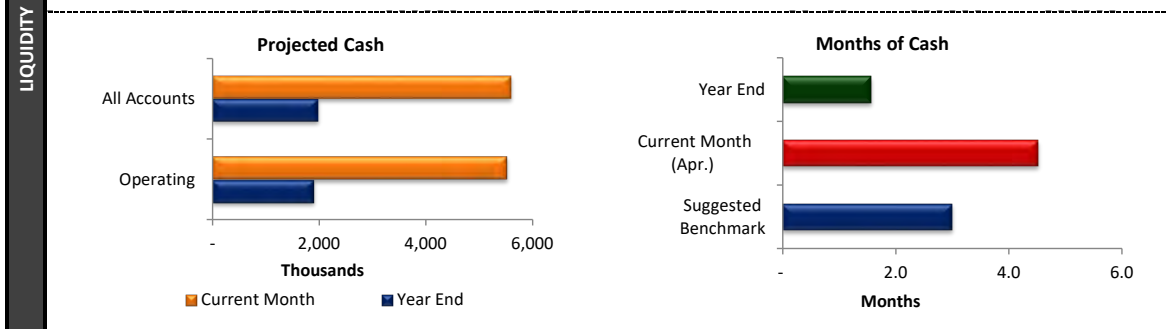 LIQUIDITY
Projected Cash
All Accounts
Operating
- 2,000 4,000 6,000
Thousands
Current Month Year End
Months of Cash
Year End
Current Month
(Apr.)
Suggested
Benchmark
- 2.0 4.0 6.0
Months